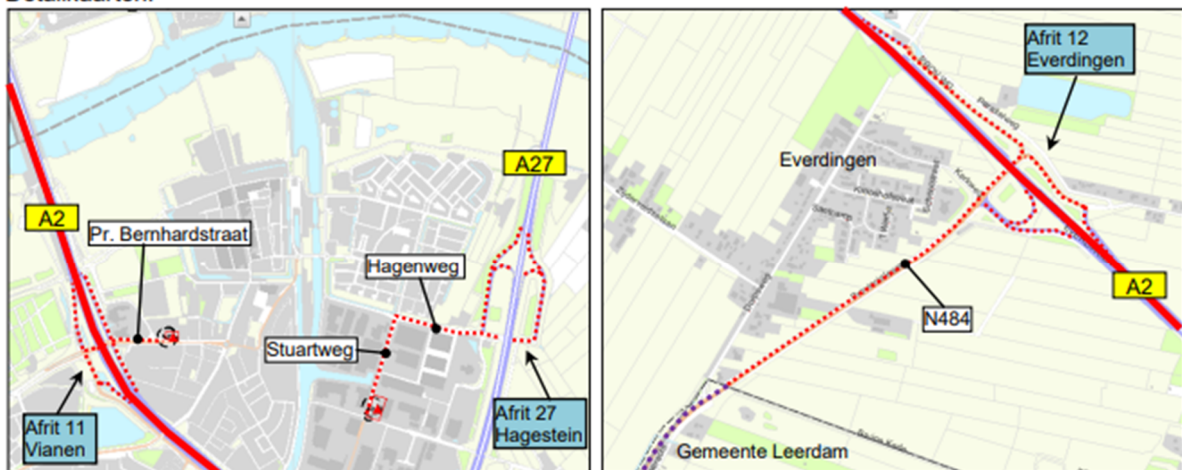 Detailkaarten:
A2
Pr. Bernhardstraat
A27
Hagenweg
Stuartweg
Afrit 11
Vianen
Afrit 27
Hagestein
Afrit 12
Everdingen
Everdingen
Parallelweg
A2
N484
Gemeente Leerdam